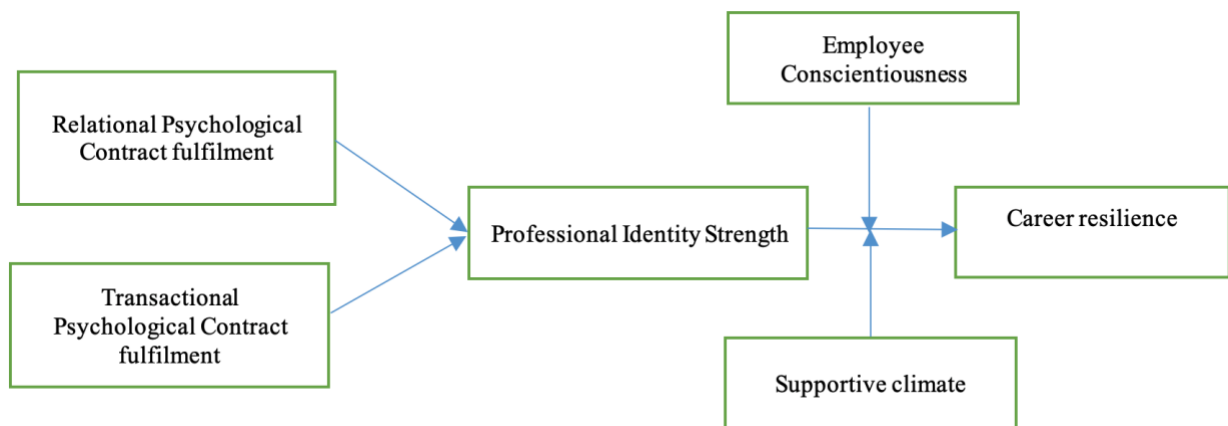 Employee
Conscientiousness
Relational Psychological
Contract fulfilment
Professional Identity Strength
Career resilience
Transactional
Psychological Contract
fulfilment
Supportive climate